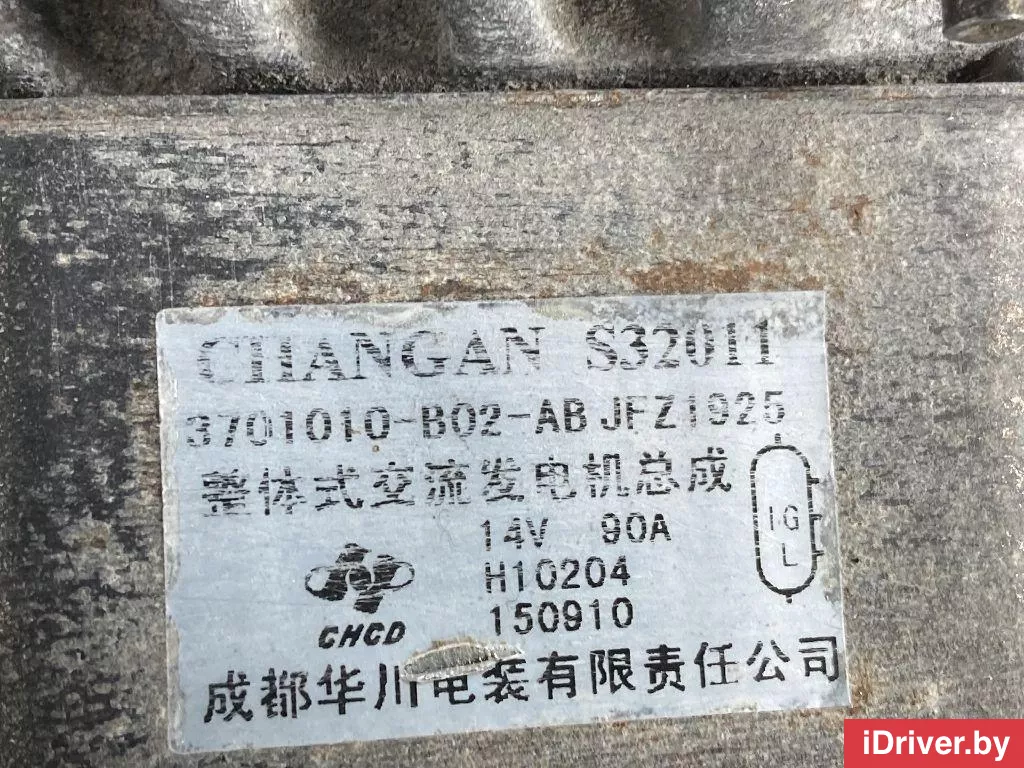 CHANGAN S32011
3701010-B02-AB JFZ1925
整体式交流发电机总成
14V 90A
IG
L
H10204
150910
CHCD
成都华川电装有限责任公司
iDriver.by